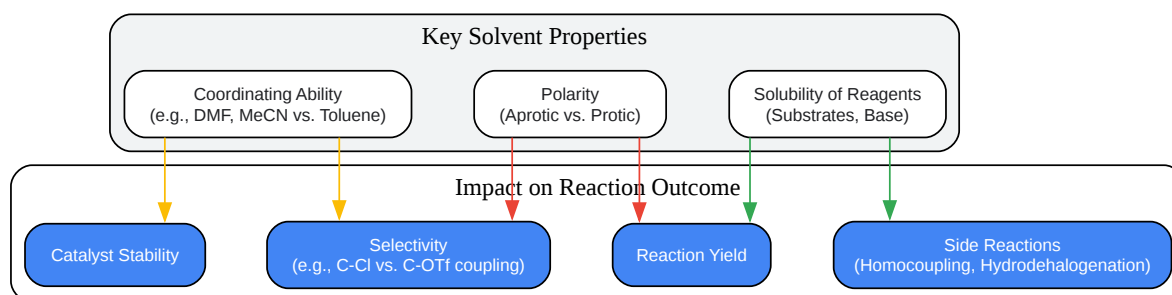 Key Solvent Properties
Coordinating Ability
(e.g., DMF, MeCN vs. Toluene)
Polarity
(Aprotic vs. Protic)
Solubility of Reagents
(Substrates, Base)
Impact on Reaction Outcome
Catalyst Stability
Selectivity
(e.g., C-Cl vs. C-OTf coupling)
Reaction Yield
Side Reactions
(Homocoupling, Hydrodehalogenation)